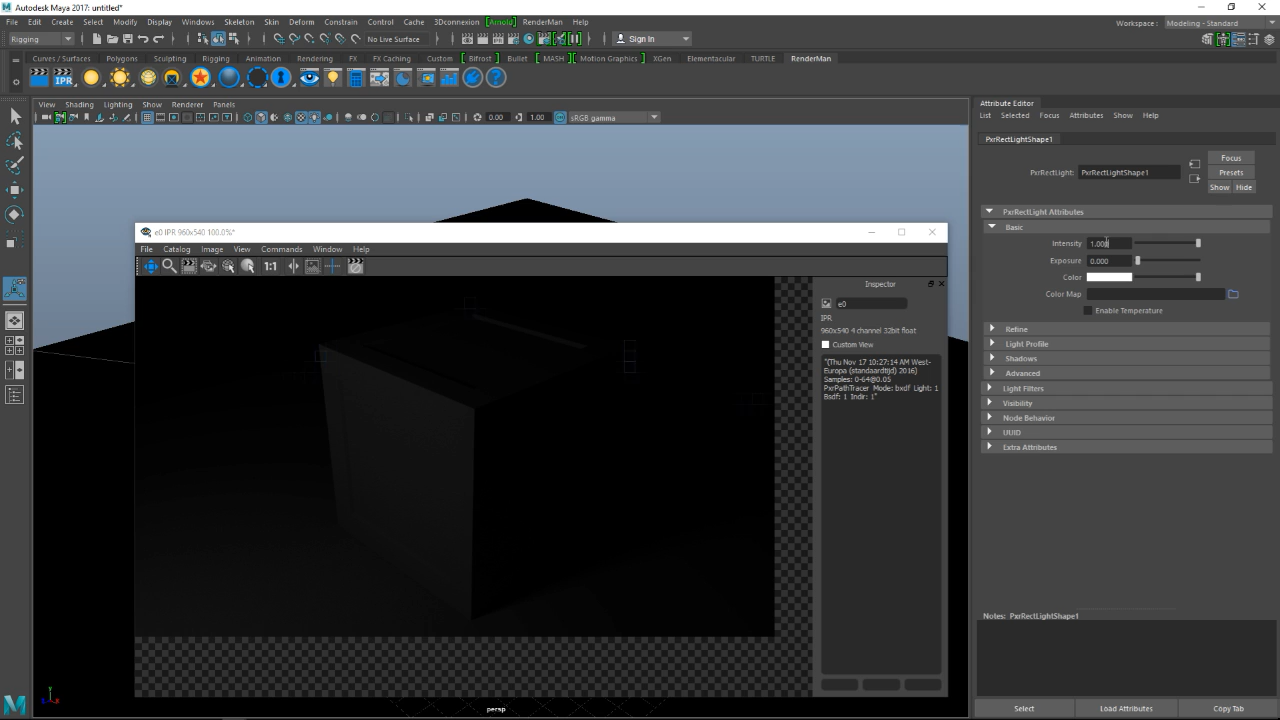 Autodesk Maya 2017: untitled*
File Edit Create Select Modify Display Windows Skeleton Skin Deform Constrain Control Cache 3Dconnexion Arnold RenderMan Help
Workspace : Modeling - Standard
Rigging
No Live Surface
Sign In
Curves / Surfaces Polygons Sculpting Rigging Animation Rendering FX FX Caching Custom Bifrost Bullet MASH Motion Graphics XGen Elementacular TURTLE RenderMan
IPR
View Shading Lighting Show Renderer Panels
0.00 1.00 sRGB gamma
e0 IPR 960x540 100.0%*
File Catalog Image View Commands Window Help
1:1
Inspector
e0
IPR
960x540 4 channel 32bit float
Custom View
"(Thu Nov 17 10:27:14 AM West-
Europa (standaardtijd) 2016)
Samples: 0-64@0.05
PxrPathTracer Mode: bxdf Light: 1
Bsdf: 1 Indir: 1"
persp
Attribute Editor
List Selected Focus Attributes Show Help
PxrRectLightShape1
PxrRectLight: PxrRectLightShape1
Focus
Presets
Show Hide
PxrRectLight Attributes
Basic
Intensity 1.000
Exposure 0.000
Color
Color Map
Enable Temperature
Refine
Light Profile
Shadows
Advanced
Light Filters
Visibility
Node Behavior
UUID
Extra Attributes
Notes: PxrRectLightShape1
Select Load Attributes Copy Tab